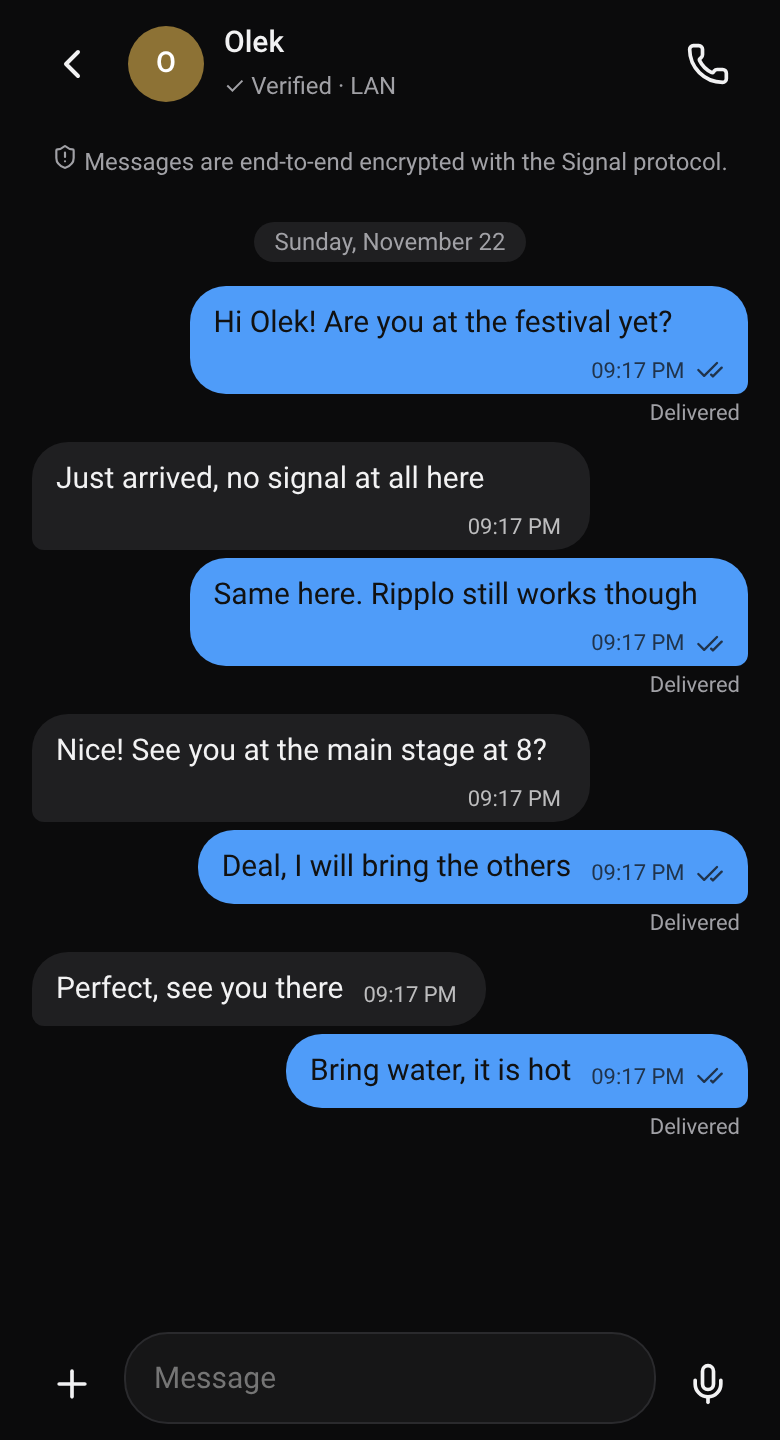 Olek
O
Verified · LAN
Messages are end-to-end encrypted with the Signal protocol.
Sunday, November 22
Hi Olek! Are you at the festival yet?
09:17 PM
Delivered
Just arrived, no signal at all here
09:17 PM
Same here. Ripplo still works though
09:17 PM
Delivered
Nice! See you at the main stage at 8?
09:17 PM
Deal, I will bring the others 09:17 PM
Delivered
Perfect, see you there 09:17 PM
Bring water, it is hot 09:17 PM
Delivered
Message